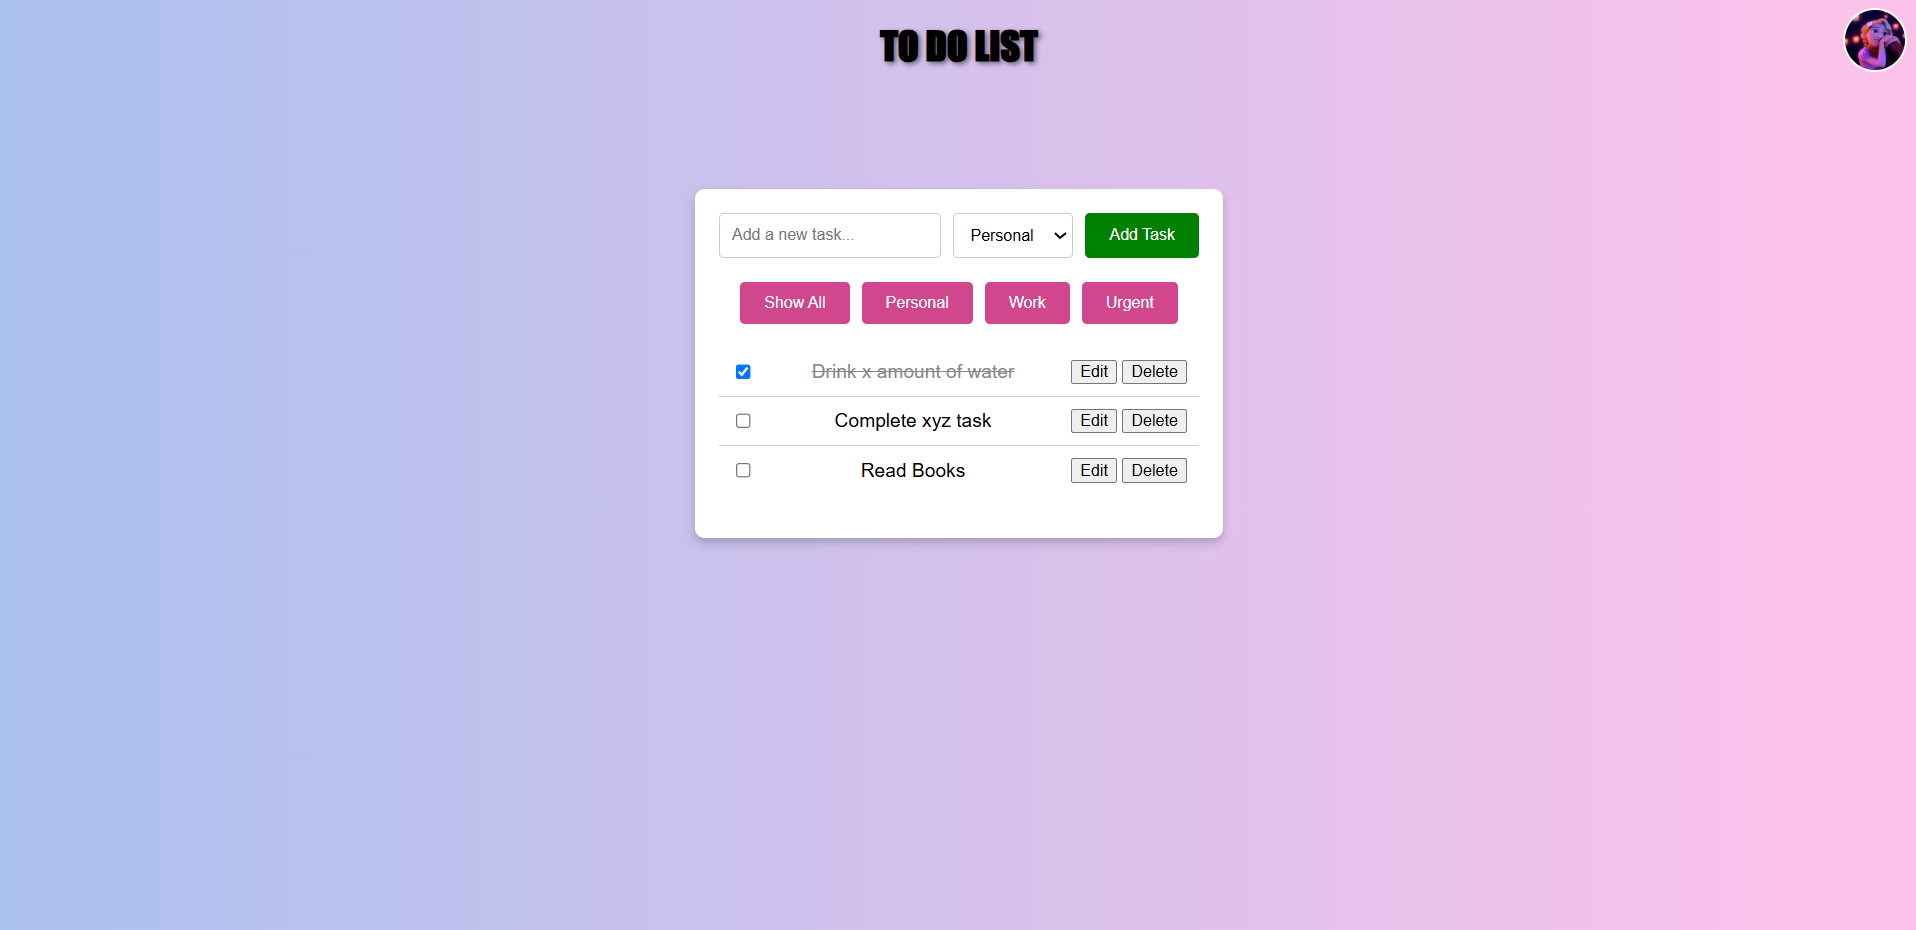 TO DO LIST
Add a new task... Personal Add Task
Show All Personal Work Urgent
Drink x amount of water Edit Delete
Complete xyz task Edit Delete
Read Books Edit Delete